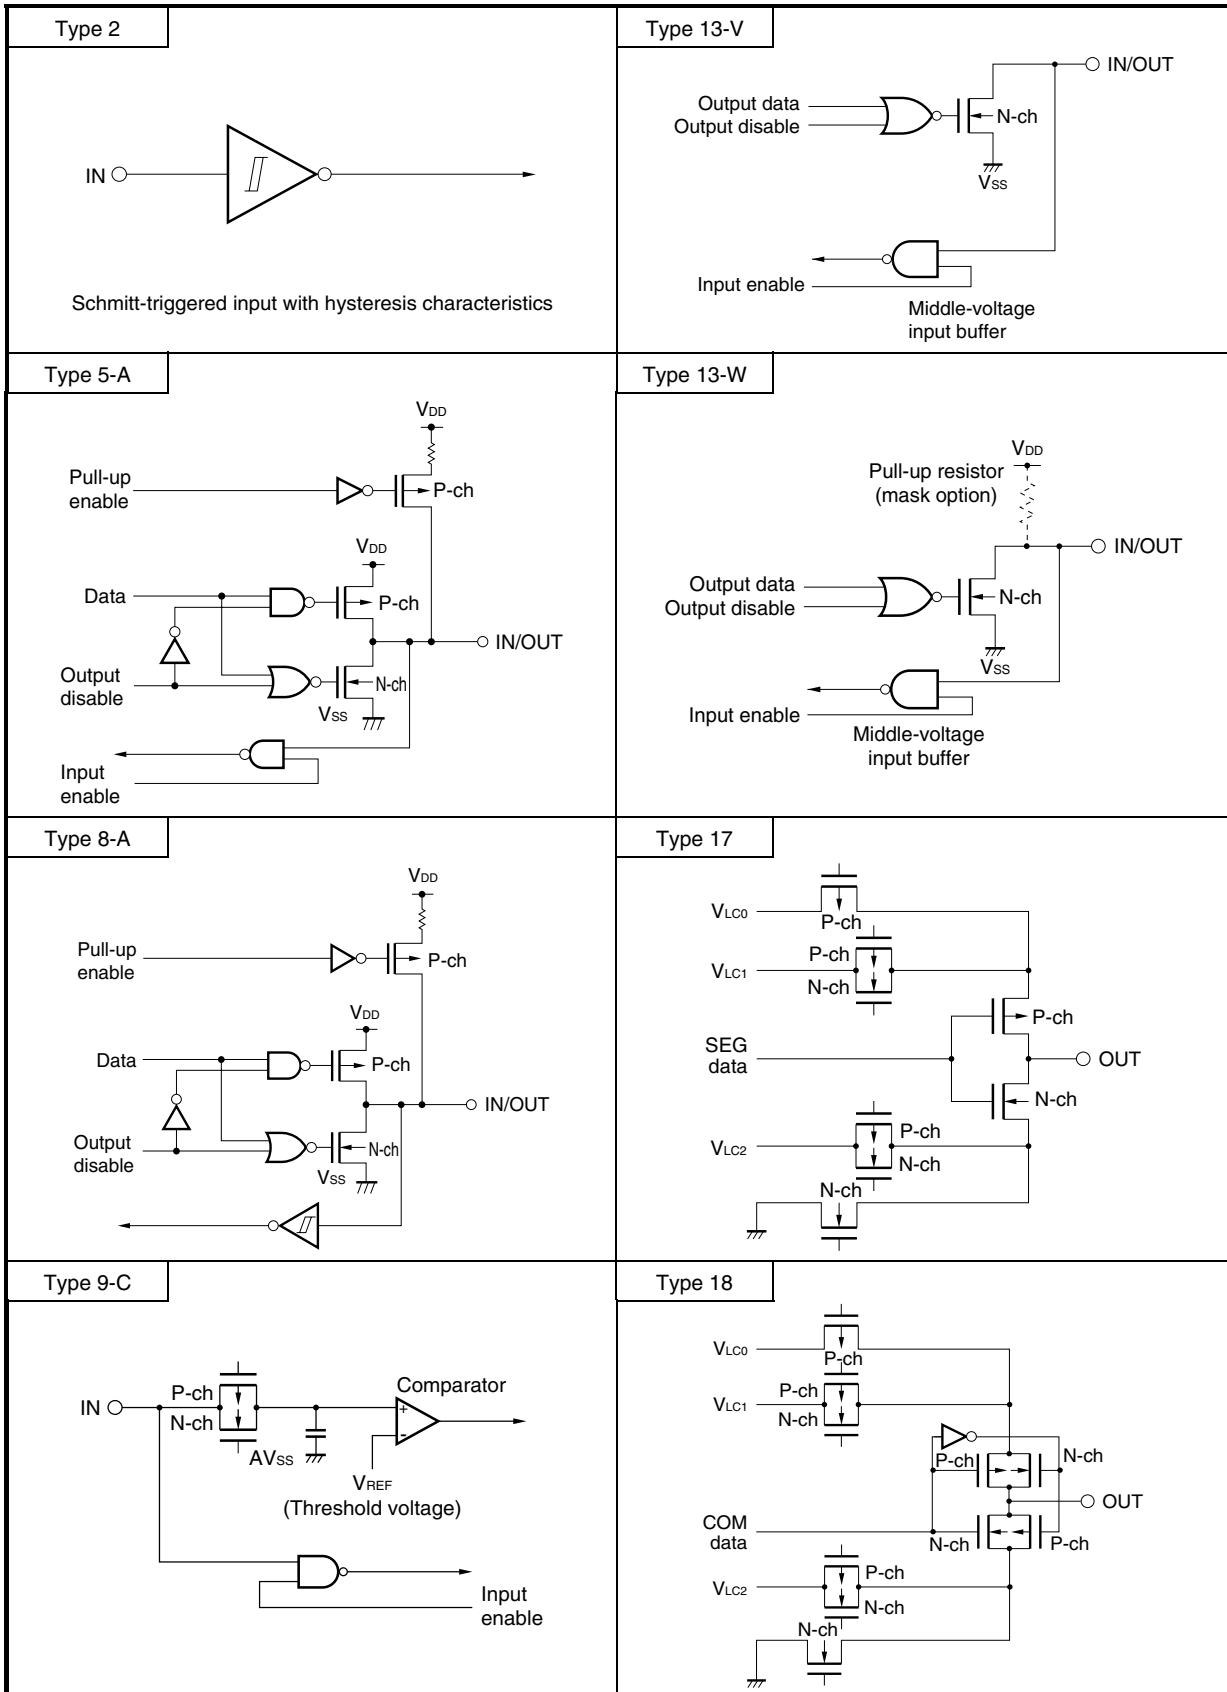 Type 2
IN
Schmitt-triggered input with hysteresis characteristics
Type 13-V
IN/OUT
Output data
Output disable
N-ch
VSS
Input enable
Middle-voltage
input buffer
Type 5-A
VDD
Pull-up
enable
P-ch
VDD
Data
P-ch
IN/OUT
Output
disable
N-ch
VSS
Input
enable
Type 13-W
VDD
Pull-up resistor
(mask option)
IN/OUT
Output data
Output disable
N-ch
VSS
Input enable
Middle-voltage
input buffer
Type 8-A
VDD
Pull-up
enable
P-ch
VDD
Data
P-ch
IN/OUT
Output
disable
N-ch
VSS
Type 17
VLC0
P-ch
P-ch
VLC1
N-ch
P-ch
SEG
data
OUT
N-ch
P-ch
VLC2
N-ch
N-ch
Type 9-C
P-ch
Comparator
IN
+
N-ch
-
AVSS
VREF
(Threshold voltage)
Input
enable
Type 18
VLC0
P-ch
P-ch
VLC1
N-ch
P-ch
N-ch
OUT
COM
data
N-ch
P-ch
P-ch
VLC2
N-ch
N-ch